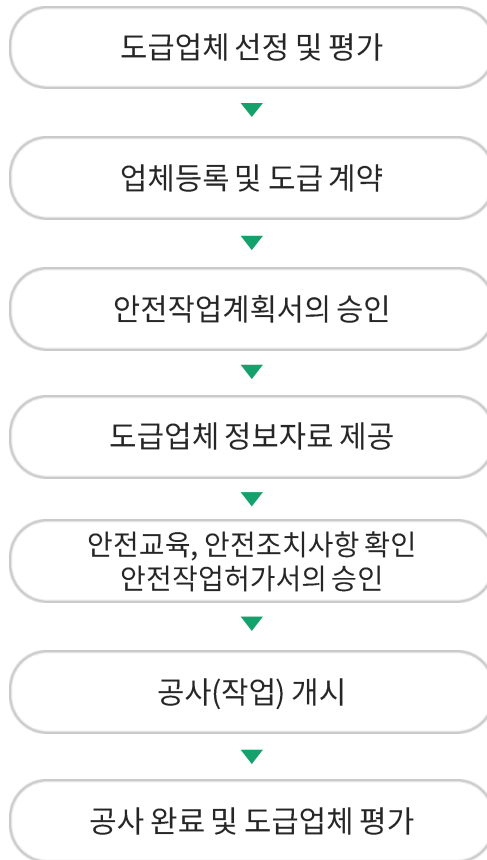 도급업체 선정 및 평가
업체등록 및 도급 계약
안전작업계획서의 승인
도급업체 정보자료 제공
안전교육, 안전조치사항 확인
안전작업허가서의 승인
공사(작업) 개시
공사 완료 및 도급업체 평가